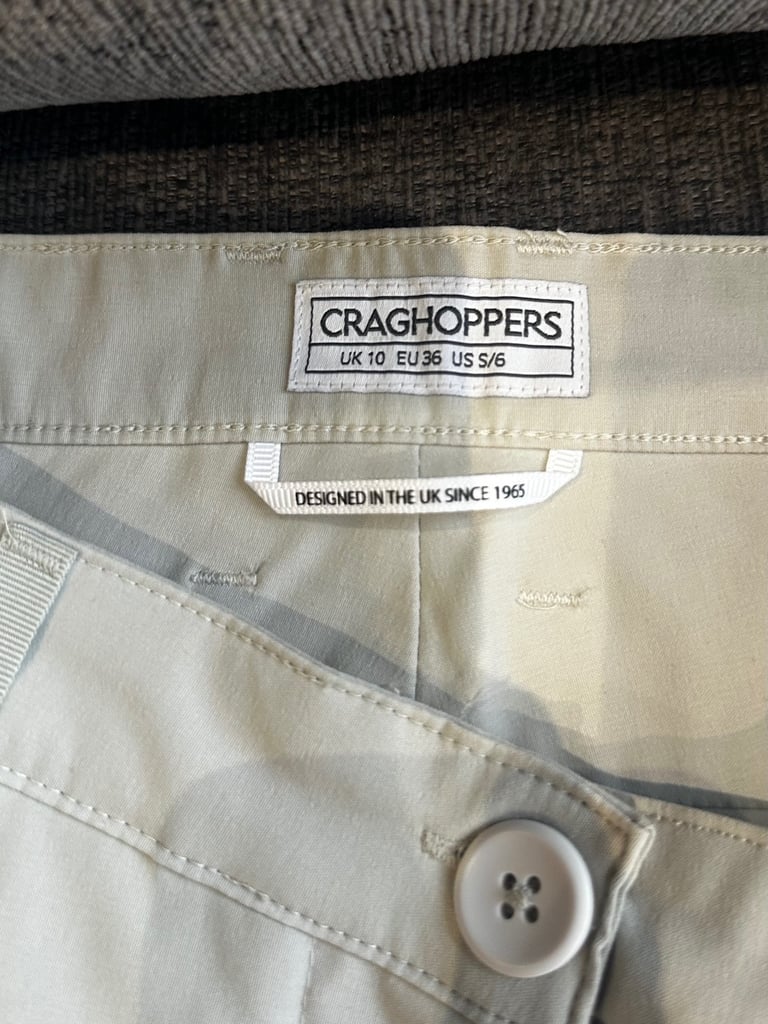 CRAGHOPPERS
UK 10 EU 36 US S/6
DESIGNED IN THE UK SINCE 1965